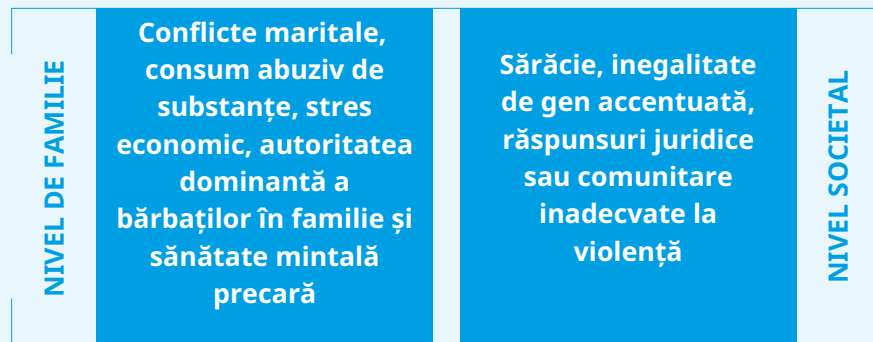 NIVEL DE FAMILIE
Conflicte maritale,
consum abuziv de
substanțe, stres
economic, autoritatea
dominantă a
bărbaților în familie și
sănătate mintală
precară
Sărăcie, inegalitate
de gen accentuată,
răspunsuri juridice
sau comunitare
inadecvate la
violență
NIVEL SOCIETAL